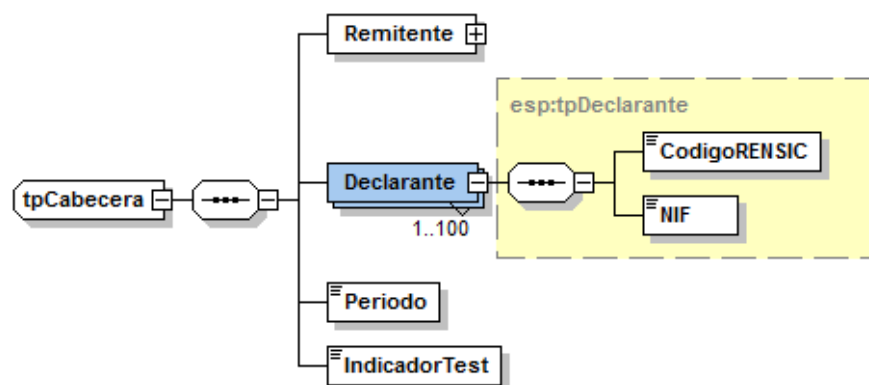 Remitente
esp:tpDeclarante
CodigoRENSIC
tpCabecera
Declarante
NIF
1..100
Periodo
IndicadorTest